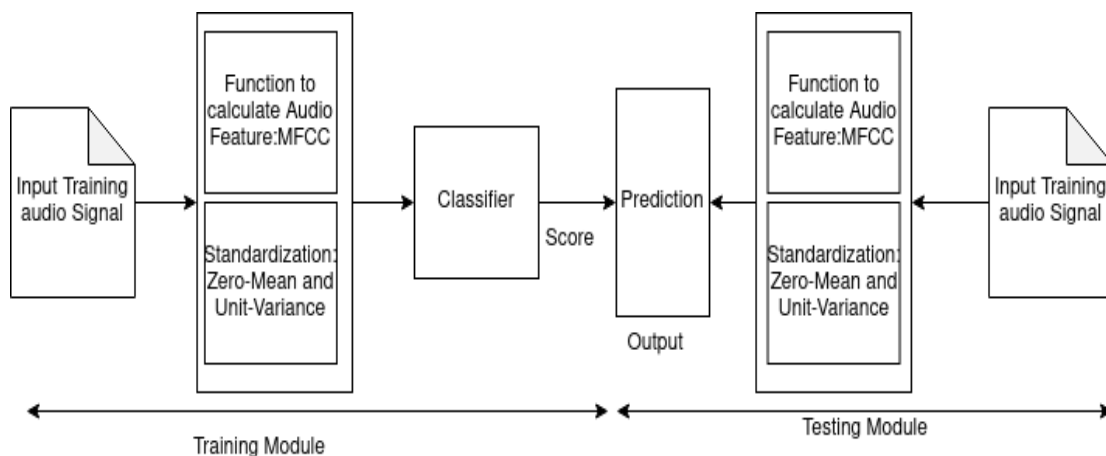 Input Training
audio Signal
Function to
calculate Audio
Feature:MFCC
Standardization:
Zero-Mean and
Unit-Variance
Classifier
Score
Prediction
Output
Function to
calculate Audio
Feature:MFCC
Standardization:
Zero-Mean and
Unit-Variance
Input Training
audio Signal
Training Module
Testing Module